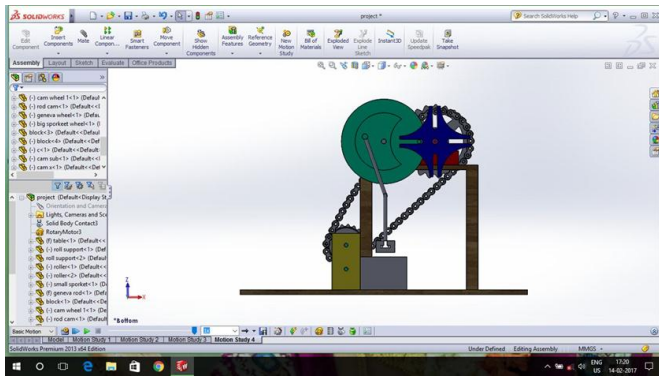 SOLIDWORKS
project *
Search SolidWorks Help
Edit Component
Insert Components
Mate
Linear Compon...
Smart Fasteners
Move Component
Show Hidden Components
Assembly Features
Reference Geometry
New Motion Study
Bill of Materials
Exploded View
Explode Line Sketch
Instant3D
Update Speedpak
Take Snapshot
Assembly Layout Sketch Evaluate Office Products
(-) cam wheel 1<1> (Defaul
(-) rod cam<1> (Default<<I
(-) geneva wheel<1> (Defau
(-) big sporkeet wheel<1> (I
block<3> (Default<<Defaul
(-) block<4> (Default<<Def
(-) c<1> (Default<<Default
(-) cam sub<1> (Default<<I
(-) cam x<1> (Default<<De
project (Default<Display St
Orientation and Camera
Lights, Cameras and Sce
Solid Body Contact3
RotaryMotor3
(f) table<1> (Default<<
(-) roll support<1> (Def
roll support<2> (Defaul
(-) roller<1> (Default<<
(-) roller<2> (Default<<
(-) small sporket<1> (D
(f) geneva rod<1> (Defa
block<1> (Default<<De
(-) cam wheel 1<1> (De
(-) rod cam<1> (Default
Z
X
*Bottom
Basic Motion
Model Motion Study 1 Motion Study 2 Motion Study 3 Motion Study 4
SolidWorks Premium 2013 x64 Edition
Under Defined Editing Assembly MMGS
ENG
US
17:20
14-02-2017